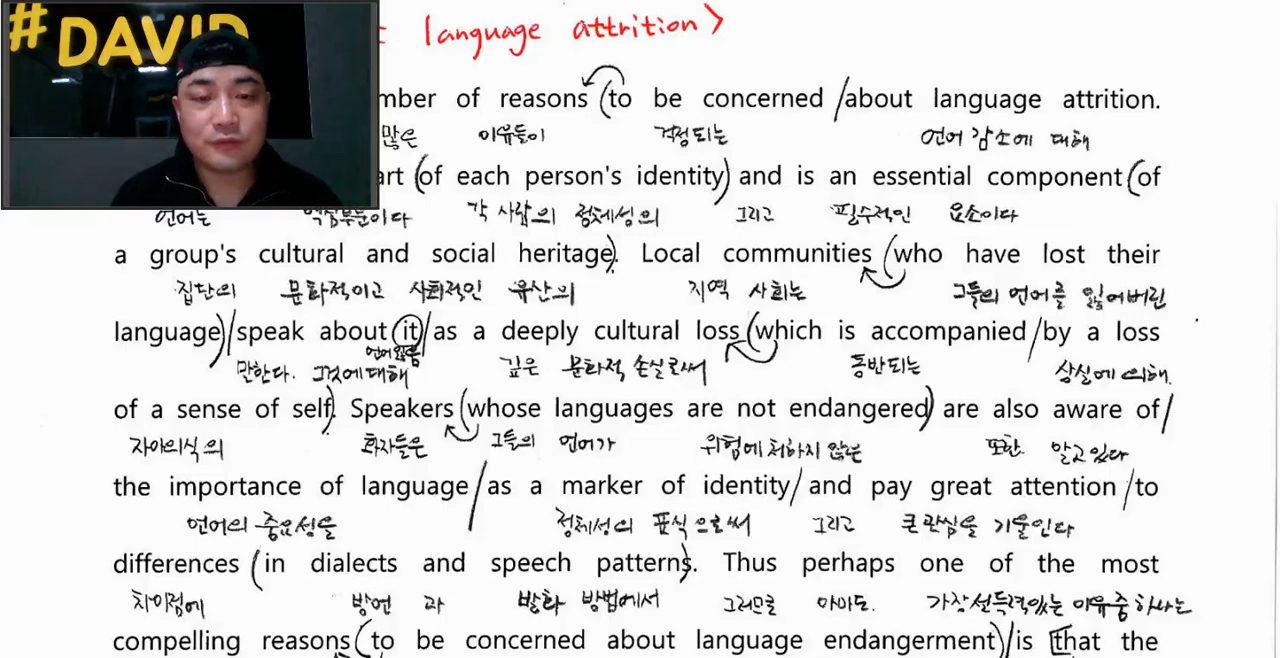 #DAVID
: language attrition>
mber of reasons (to be concerned /about language attrition.
많은 이유들이 걱정되는 언어 감소에 대해
art (of each person's identity) and is an essential component (of
언어는 핵심부분이다 각 사람의 정체성의 그리고 필수적인 요소이다
a group's cultural and social heritage). Local communities (who have lost their
집단의 문화적이고 사회적인 유산의 지역 사회는 그들의 언어를 잃어버린
language)/speak about it/as a deeply cultural loss (which is accompanied/by a loss
언어잃음
만한다. 그것에대해 깊은 문화적 손실로써 동반되는 상실에 의해.
of a sense of self). Speakers (whose languages are not endangered) are also aware of/
자아의식의 화자들은 그들의 언어가 위험에처하지 않은 또한. 알고있다
the importance of language/as a marker of identity/and pay great attention/to
언어의 중요성을 정체성의 표식으로써 그리고 큰관심을 기울인다
differences (in dialects and speech patterns). Thus perhaps one of the most
차이점에 방언 과 발화 방법에서 그러므로 아마도. 가장설득력있는 이유중하나는
compelling reasons(to be concerned about language endangerment)/is that the